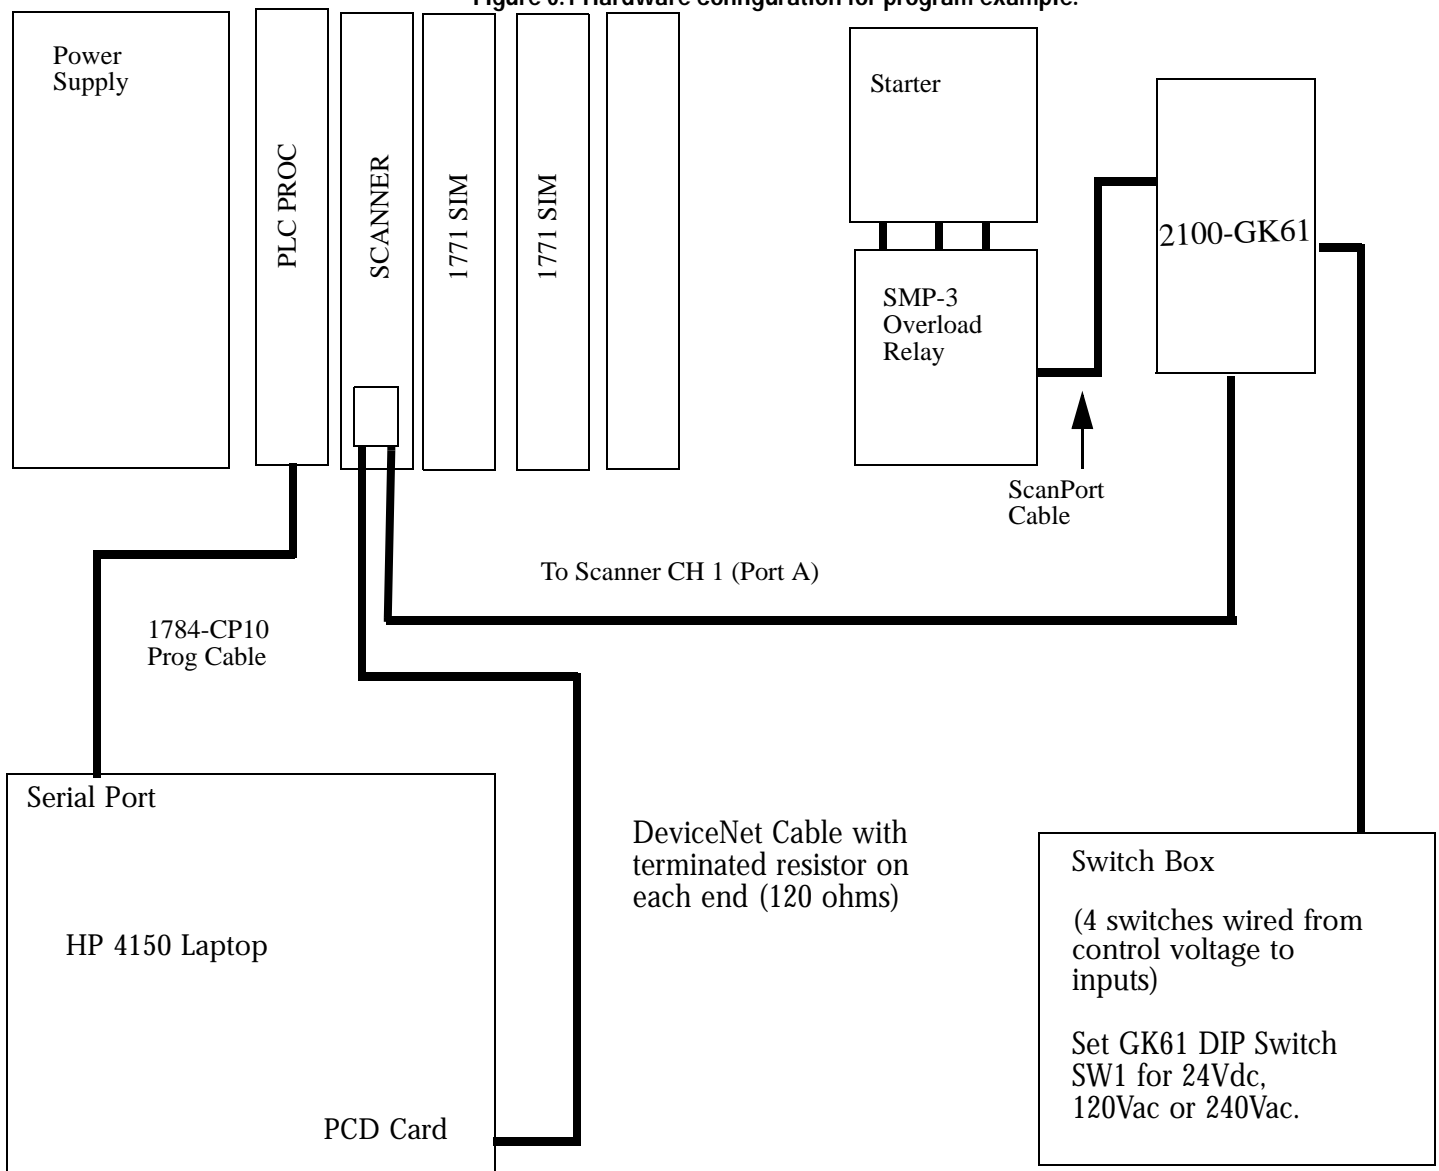 Figure 6.1 Hardware configuration for program example.
Power
Supply
PLC PROC
SCANNER
1771 SIM
1771 SIM
Starter
2100-GK61
SMP-3
Overload
Relay
ScanPort
Cable
To Scanner CH 1 (Port A)
1784-CP10
Prog Cable
Serial Port
HP 4150 Laptop
PCD Card
DeviceNet Cable with
terminated resistor on
each end (120 ohms)
Switch Box
(4 switches wired from
control voltage to
inputs)
Set GK61 DIP Switch
SW1 for 24Vdc,
120Vac or 240Vac.